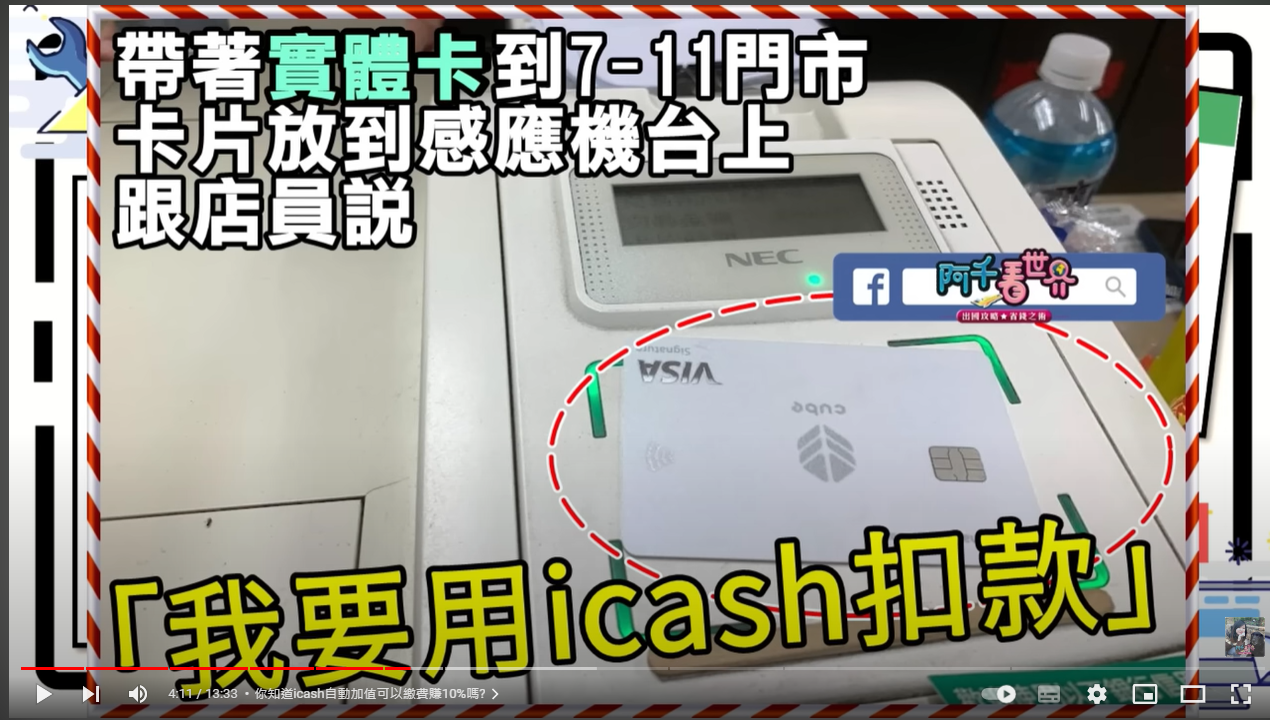 帶著實體卡到7-11門市
卡片放到感應機台上
跟店員説
NEC
阿千看世界
出國攻略★省錢之術
Signature
VISA
cube
「我要用icash扣款」
4:11 / 13:33 • 你知道icash自動加值可以繳費賺10%嗎?